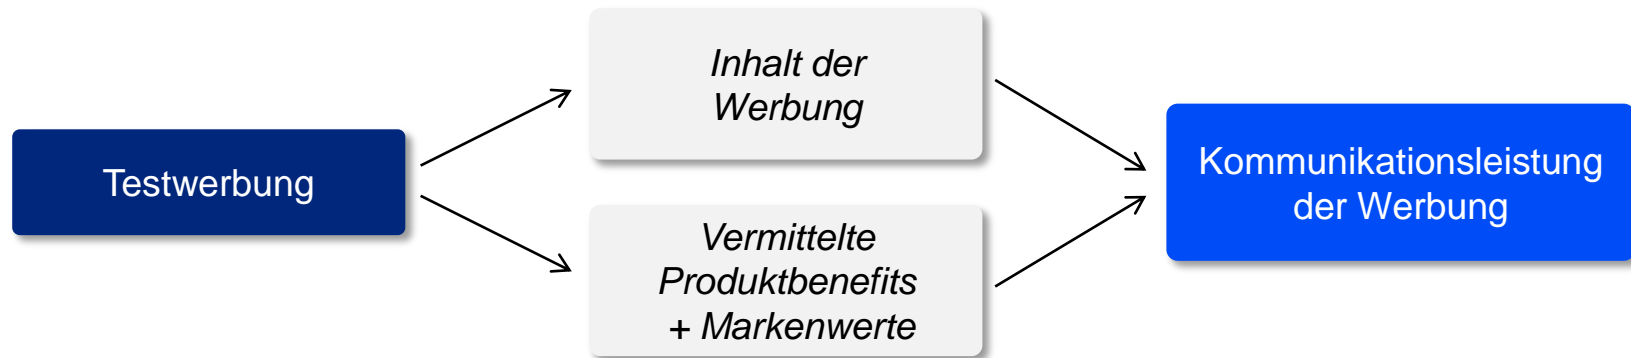 Testwerbung
Inhalt der
Werbung
Vermittelte
Produktbenefits
+ Markenwerte
Kommunikationsleistung
der Werbung